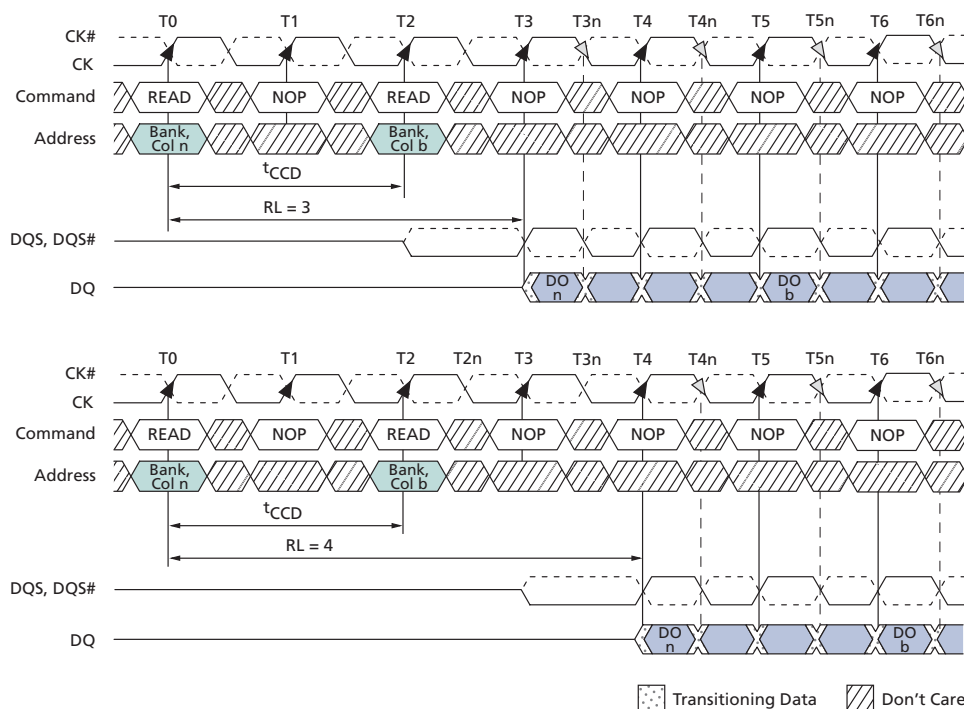 T0 T1 T2 T3 T3n T4 T4n T5 T5n T6 T6n
CK#
CK
Command READ NOP READ NOP NOP NOP NOP
Address Bank, Col n Bank, Col b
tCCD
RL = 3
DQS, DQS#
DQ DO n DO b
T0 T1 T2 T2n T3 T3n T4 T4n T5 T5n T6 T6n
CK#
CK
Command READ NOP READ NOP NOP NOP NOP
Address Bank, Col n Bank, Col b
tCCD
RL = 4
DQS, DQS#
DQ DO n DO b
Transitioning Data Don't Care